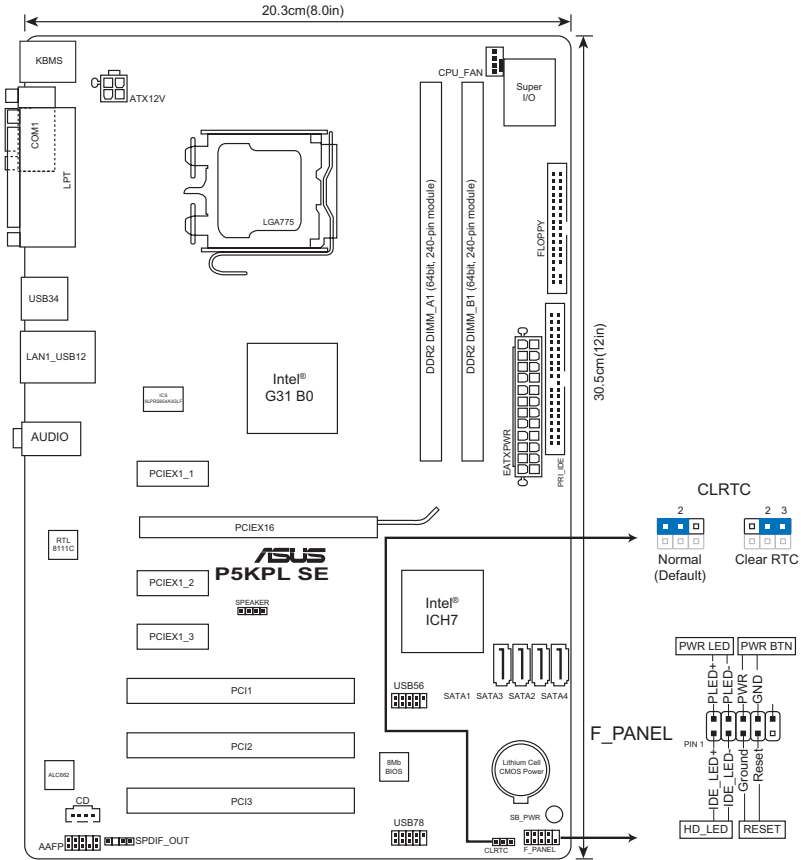 20.3cm(8.0in)
KBMS
CPU_FAN
Super
I/O
ATX12V
COM1
LPT
LGA775
DDR2 DIMM_A1 (64bit, 240-pin module)
DDR2 DIMM_B1 (64bit, 240-pin module)
FLOPPY
30.5cm(12in)
USB34
LAN1_USB12
Intel®
G31 B0
ICS
EATXPWR
PRI_IDE
AUDIO
PCIEX1_1
CLRTC
2
2 3
Normal
(Default)
Clear RTC
PCIEX16
RTL
8111C
ASUS
P5KPL SE
PCIEX1_2
SPEAKER
Intel®
ICH7
PCIEX1_3
PWR LED
PWR BTN
PLED+
PLED-
PWR
GND
USB56
SATA1
SATA3
SATA2
SATA4
PCI1
F_PANEL
PIN 1
IDE_LED+
IDE_LED-
Ground
Reset
HD_LED
RESET
PCI2
8Mb
BIOS
Lithium Cell
CMOS Power
ALC662
CD
PCI3
SB_PWR
USB78
AAFP
SPDIF_OUT
CLRTC
F_PANEL